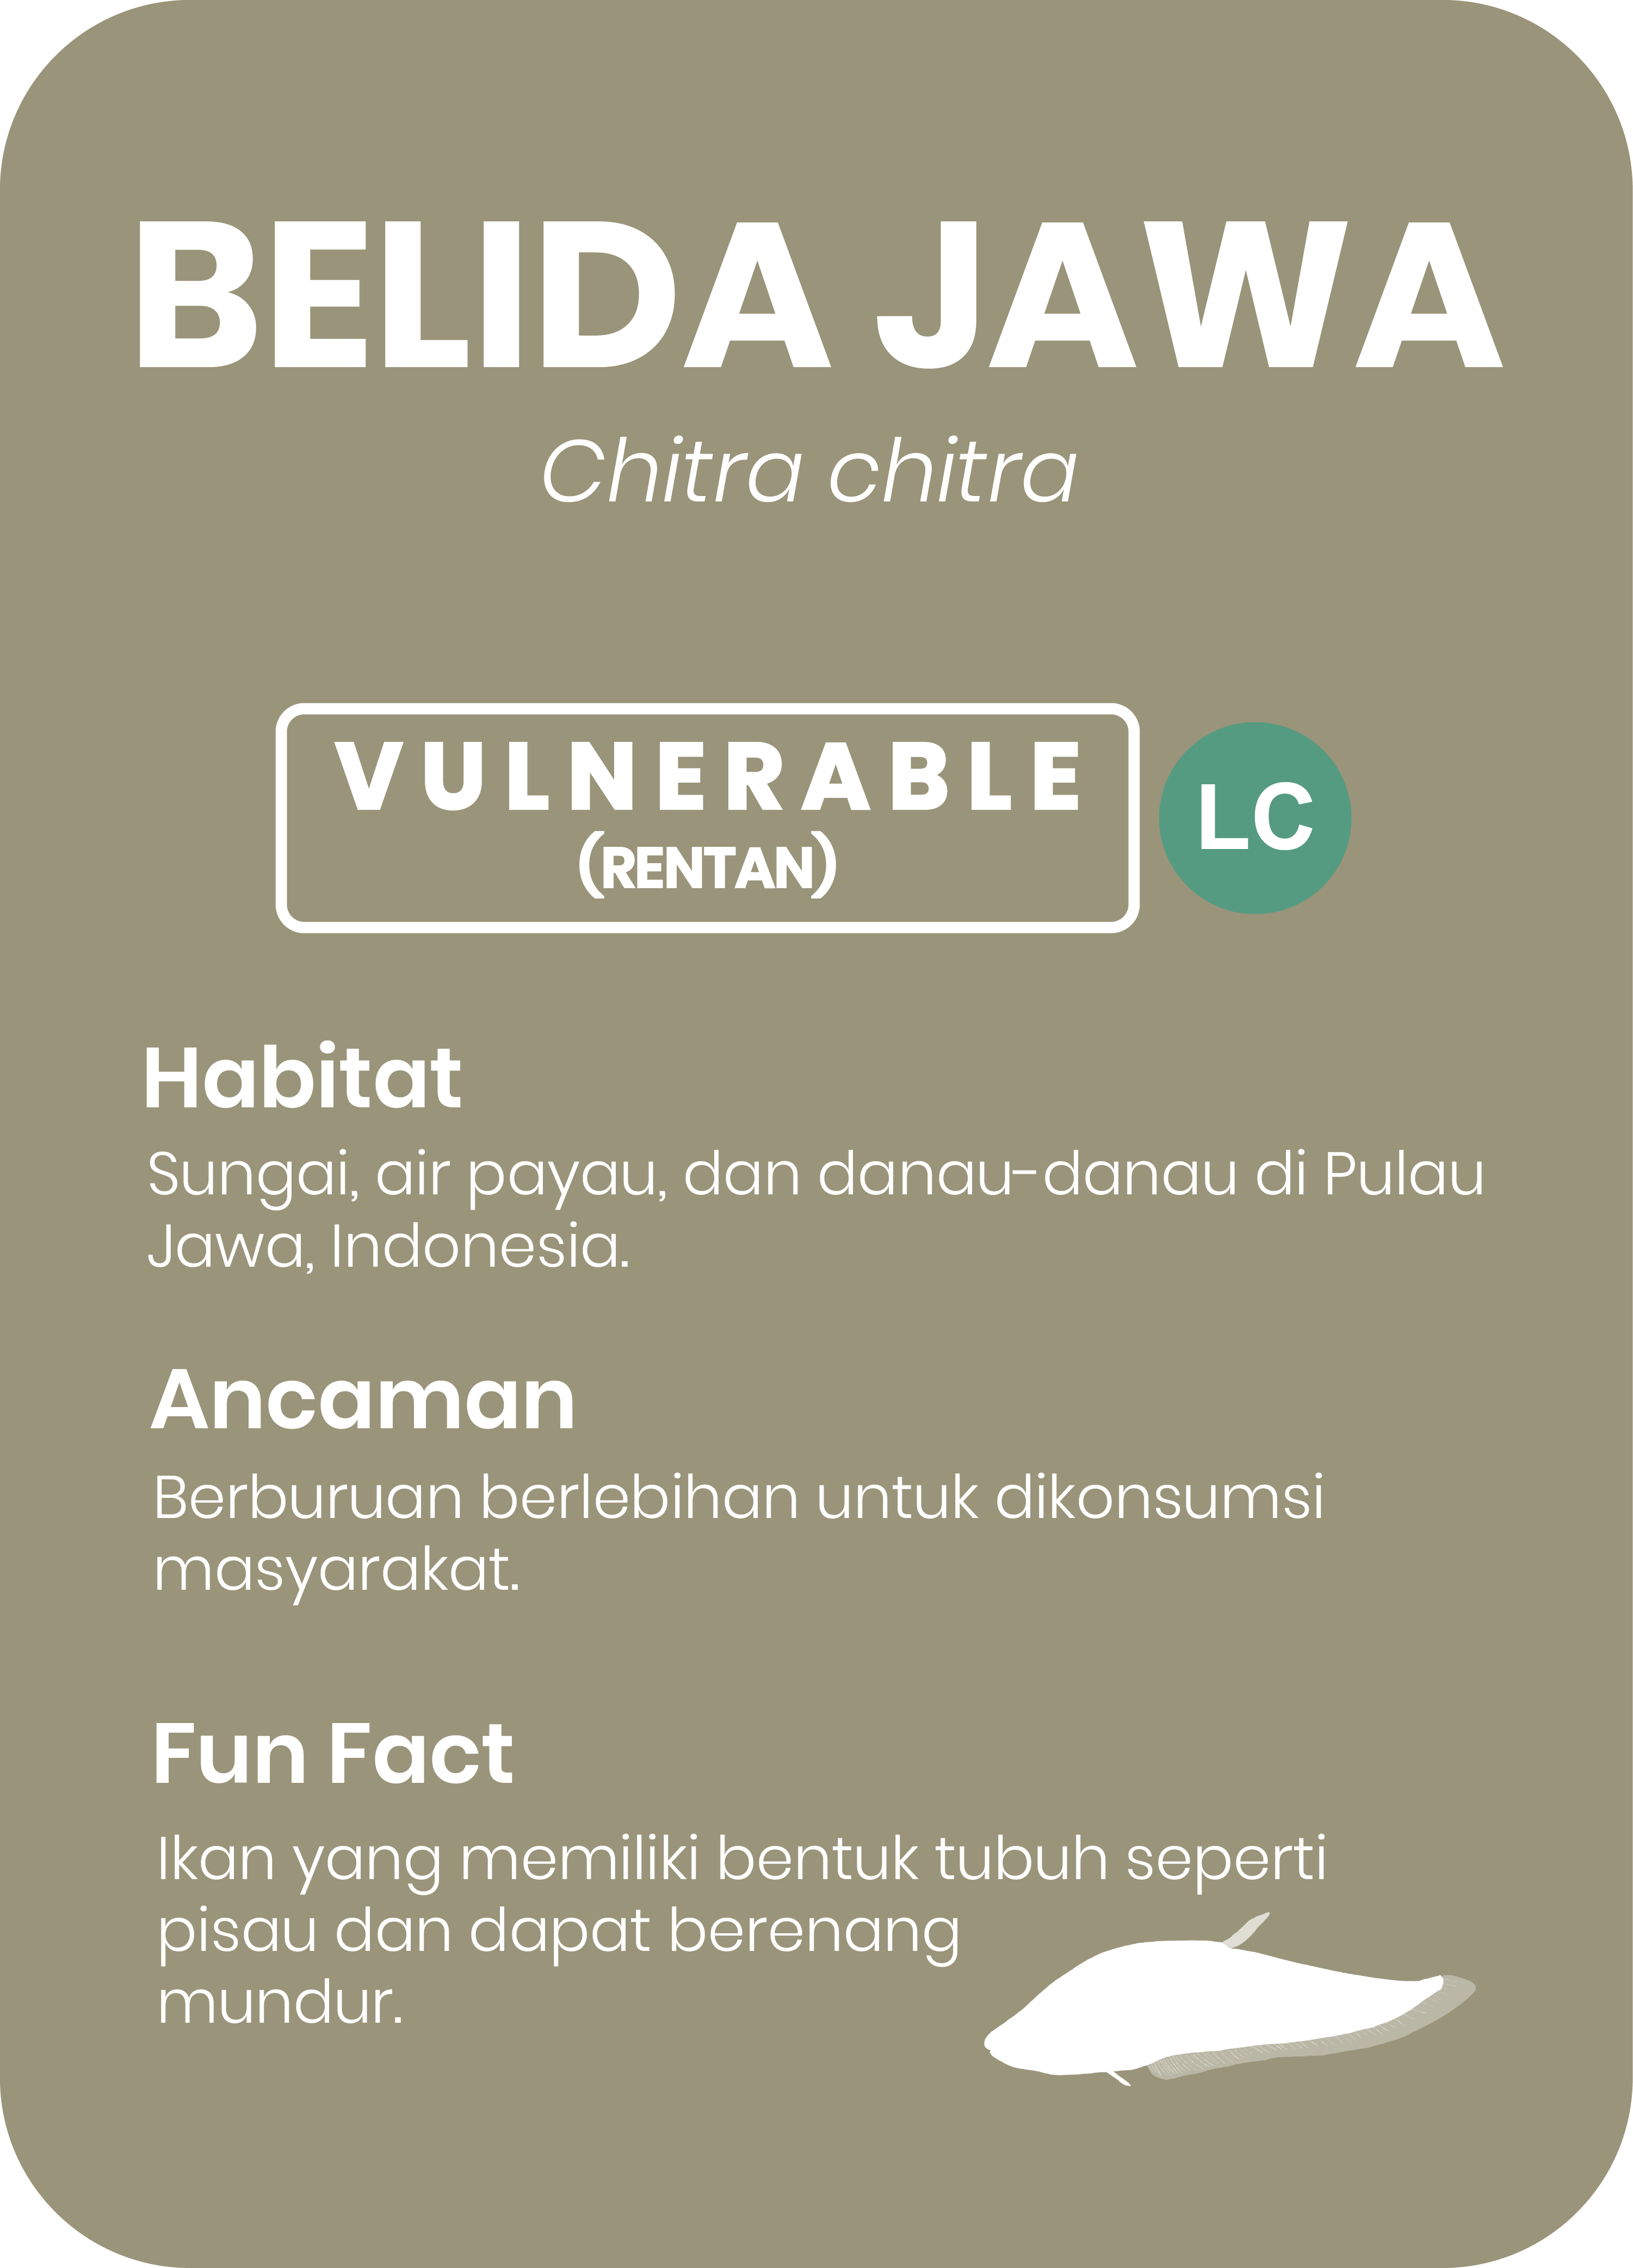 BELIDA JAWA
Chitra chitra
VULNERABLE
(RENTAN)
LC
Habitat
Sungai, air payau, dan danau-danau di Pulau
Jawa, Indonesia.
Ancaman
Berburuan berlebihan untuk dikonsumsi
masyarakat.
Fun Fact
Ikan yang memiliki bentuk tubuh seperti
pisau dan dapat berenang
mundur.